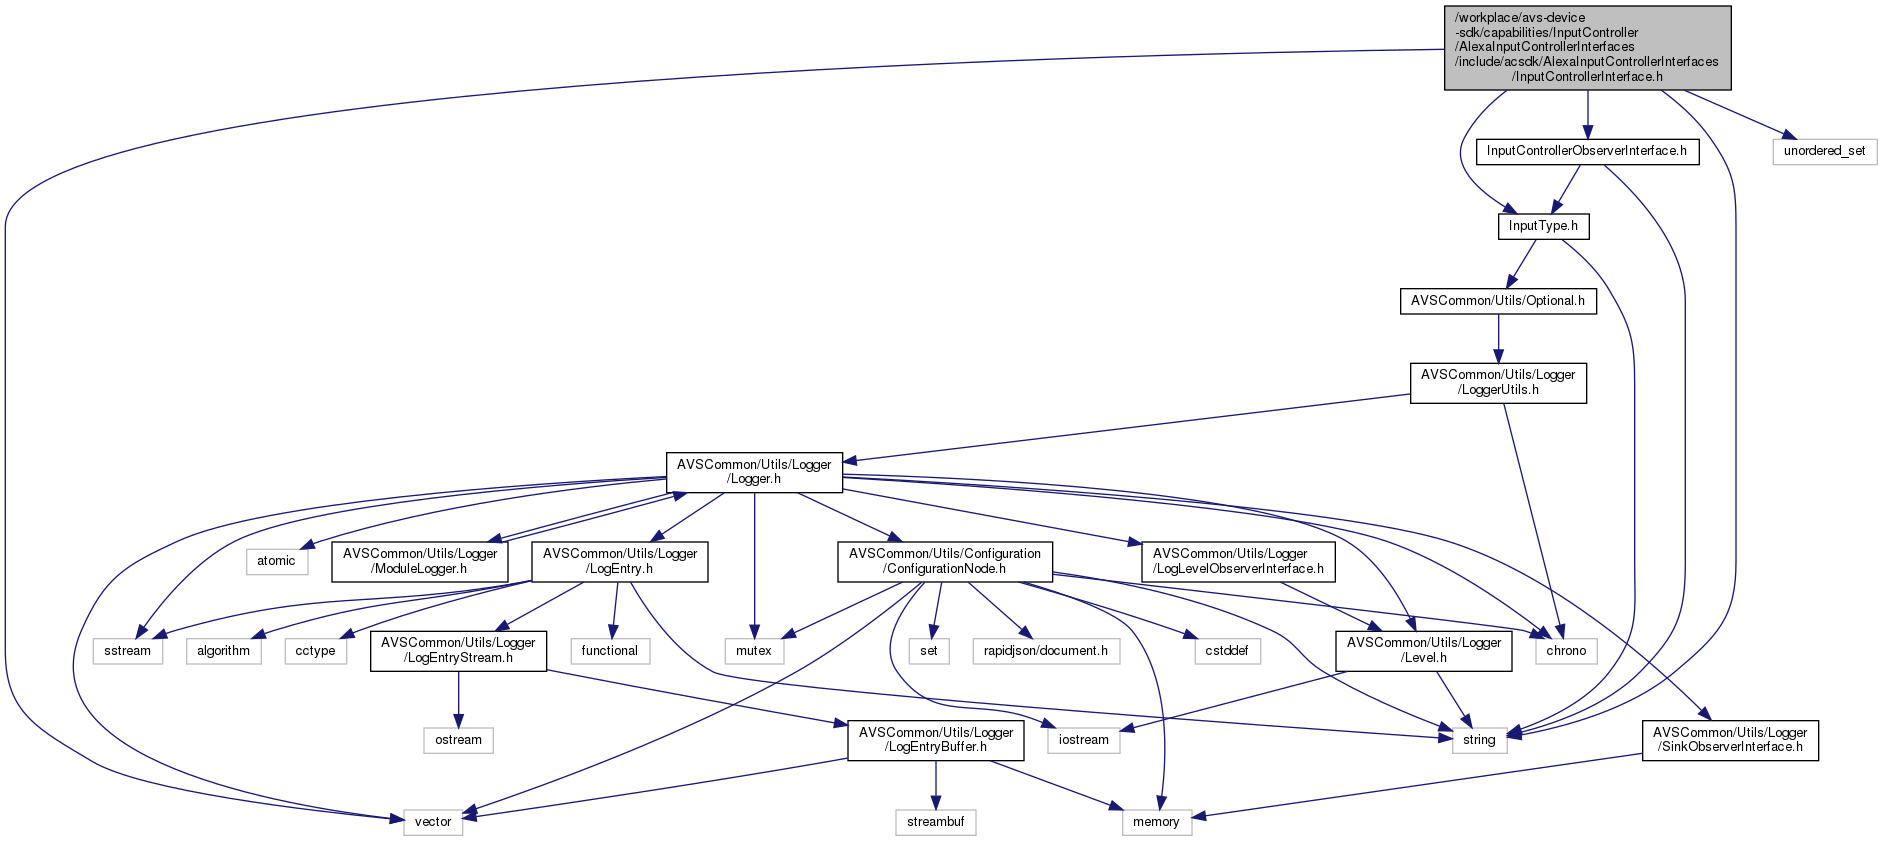 /workplace/avs-device
-sdk/capabilities/InputController
/AlexaInputControllerInterfaces
/include/acsdk/AlexaInputControllerInterfaces
/InputControllerInterface.h
InputControllerObserverInterface.h
unordered_set
InputType.h
AVSCommon/Utils/Optional.h
AVSCommon/Utils/Logger
/LoggerUtils.h
AVSCommon/Utils/Logger
/Logger.h
atomic
AVSCommon/Utils/Logger
/ModuleLogger.h
AVSCommon/Utils/Logger
/LogEntry.h
AVSCommon/Utils/Configuration
/ConfigurationNode.h
AVSCommon/Utils/Logger
/LogLevelObserverInterface.h
sstream
algorithm
cctype
AVSCommon/Utils/Logger
/LogEntryStream.h
functional
mutex
set
rapidjson/document.h
cstddef
AVSCommon/Utils/Logger
/Level.h
chrono
ostream
AVSCommon/Utils/Logger
/LogEntryBuffer.h
iostream
string
AVSCommon/Utils/Logger
/SinkObserverInterface.h
vector
streambuf
memory